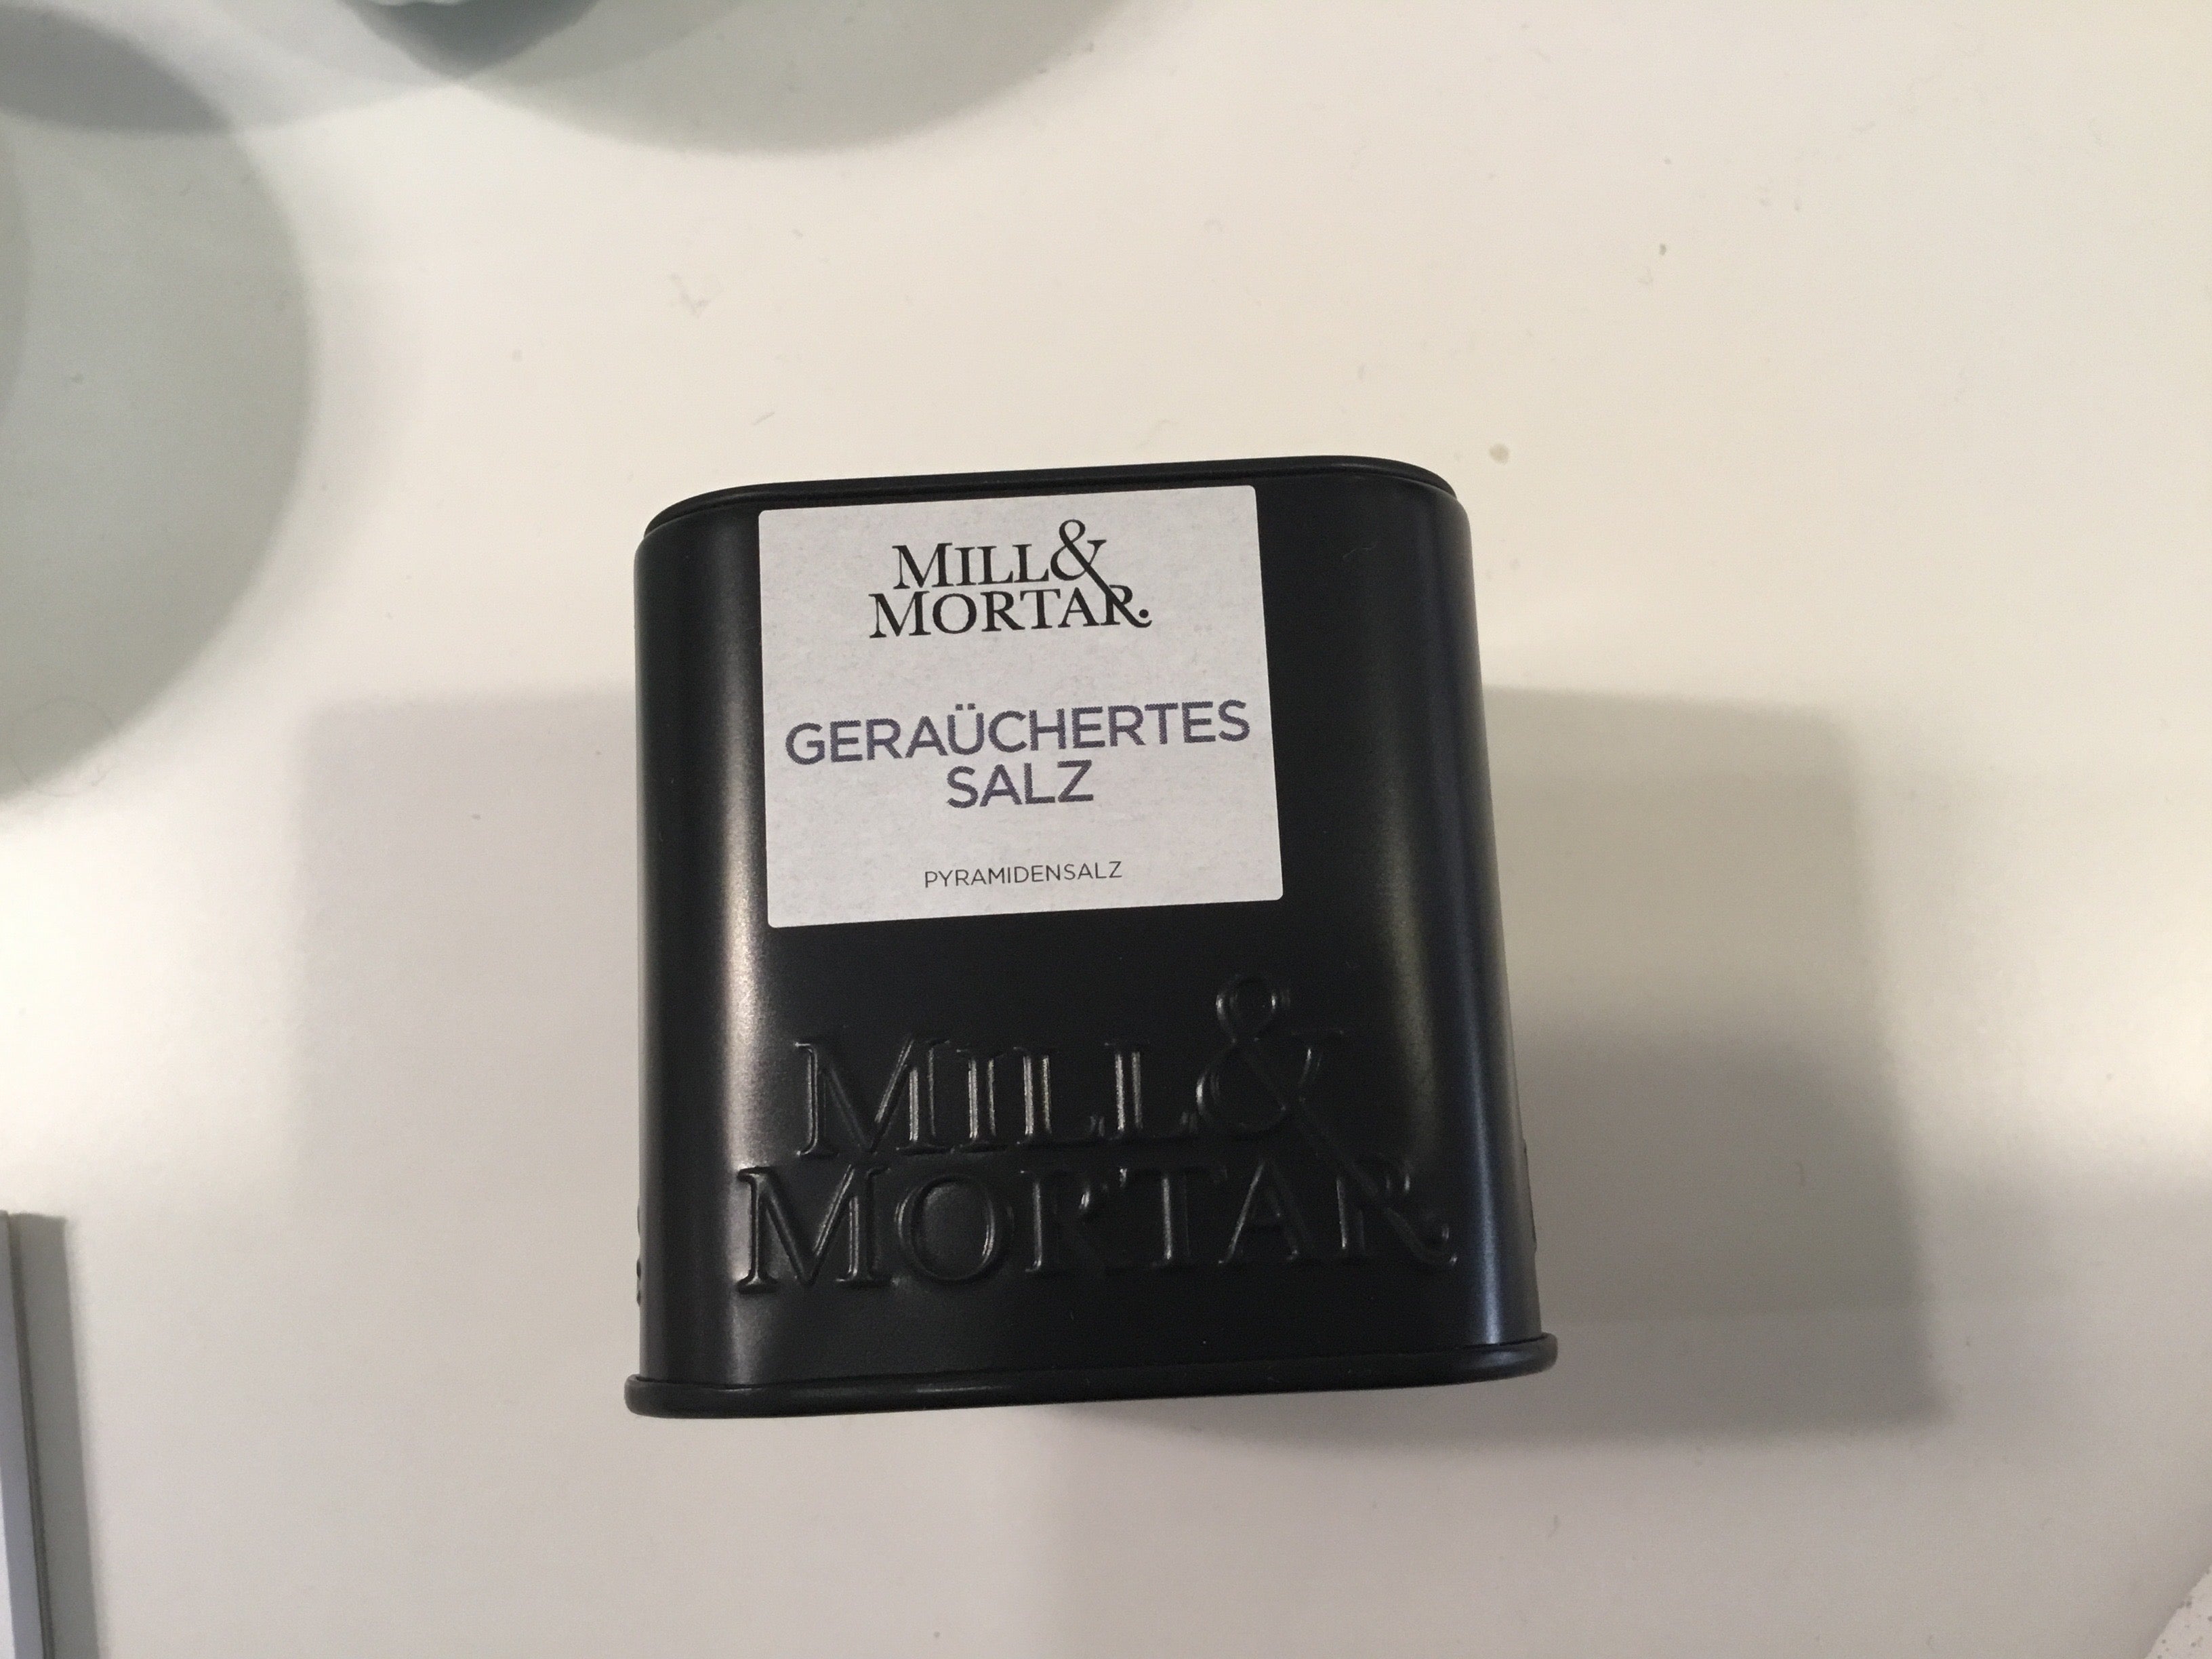 MILL&
MORTAR.
GERAÜCHERTES
SALZ
PYRAMIDENSALZ
MILL&
MORTAR.